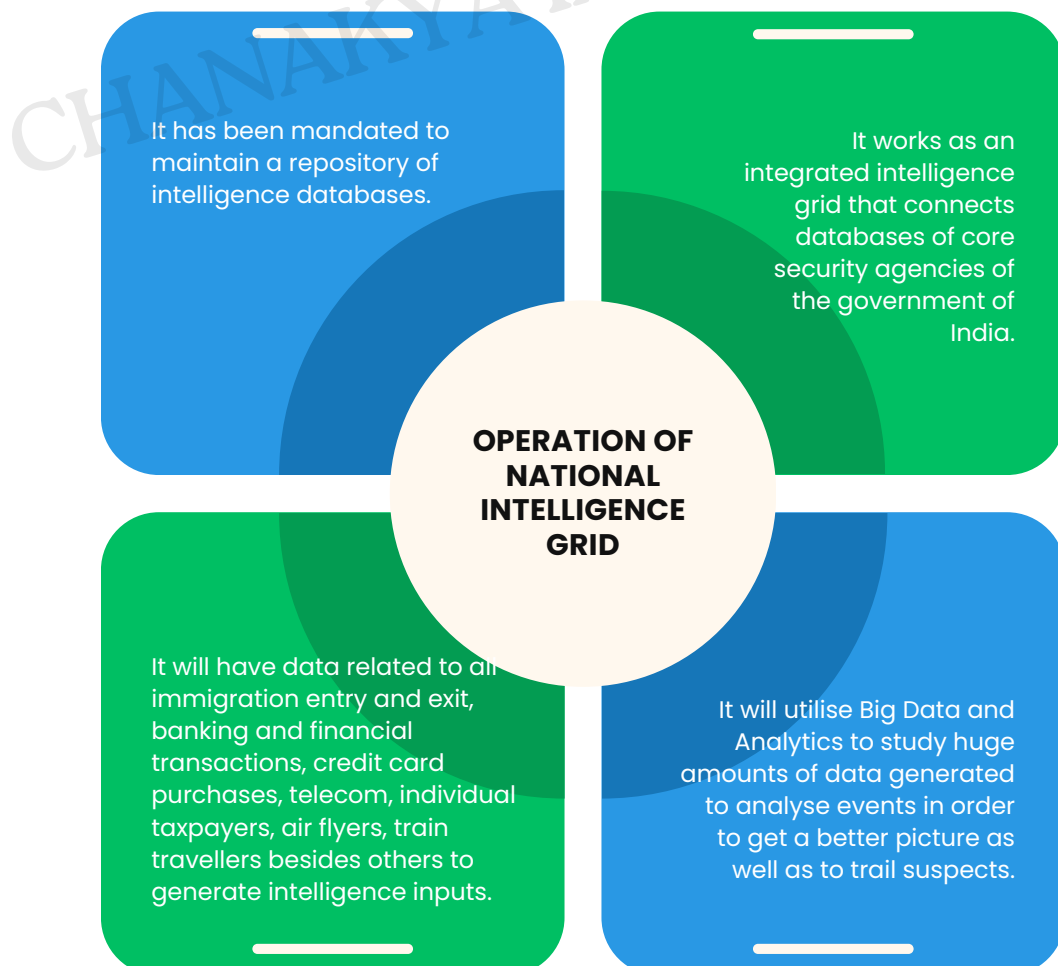 CHANAKYA
It has been mandated to
maintain a repository of
intelligence databases.
It works as an
integrated intelligence
grid that connects
databases of core
security agencies of
the government of
India.
OPERATION OF
NATIONAL
INTELLIGENCE
GRID
It will have data related to all
immigration entry and exit,
banking and financial
transactions, credit card
purchases, telecom, individual
taxpayers, air flyers, train
travellers besides others to
generate intelligence inputs.
It will utilise Big Data and
Analytics to study huge
amounts of data generated
to analyse events in order
to get a better picture as
well as to trail suspects.